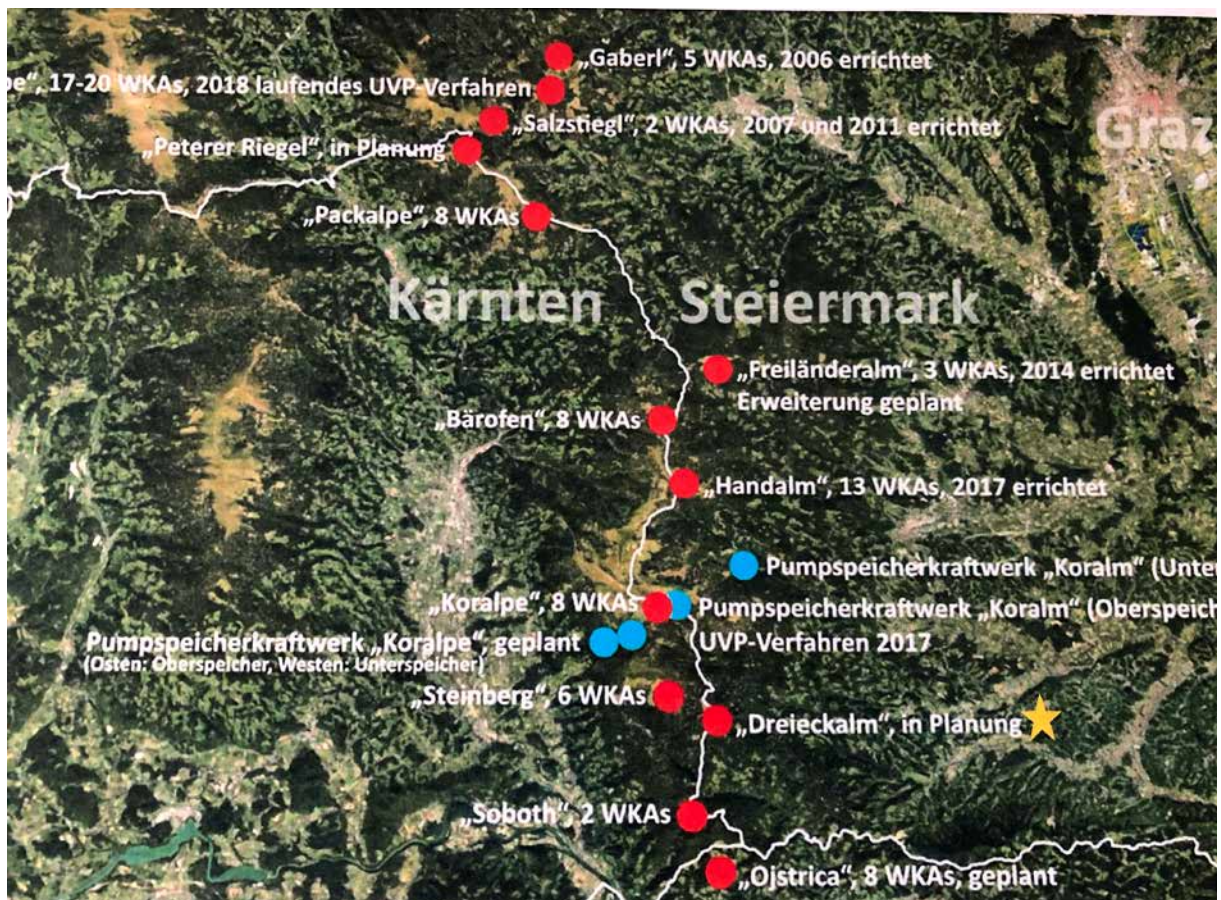 „Gaberl“, 5 WKAs, 2006 errichtet
17-20 WKAs, 2018 laufendes UVP-Verfahren
„Salzstiegl“, 2 WKAs, 2007 und 2011 errichtet
Graz
„Peterer Riegel“, in Planung
„Packalpe“, 8 WKAs
Kärnten
Steiermark
„Freiländeralm“, 3 WKAs, 2014 errichtet
Erweiterung geplant
„Bärofen“, 8 WKAs
„Handalm“, 13 WKAs, 2017 errichtet
Pumpspeicherkraftwerk „Koralm“ (Unter
„Koralpe“, 8 WKAs
Pumpspeicherkraftwerk „Koralm“ (Oberspeich
UVP-Verfahren 2017
Pumpspeicherkraftwerk „Koralpe“, geplant
(Osten: Oberspeicher, Westen: Unterspeicher)
„Steinberg“, 6 WKAs
„Dreieckalm“, in Planung
„Soboth“, 2 WKAs
„Ojstrica“, 8 WKAs, geplant